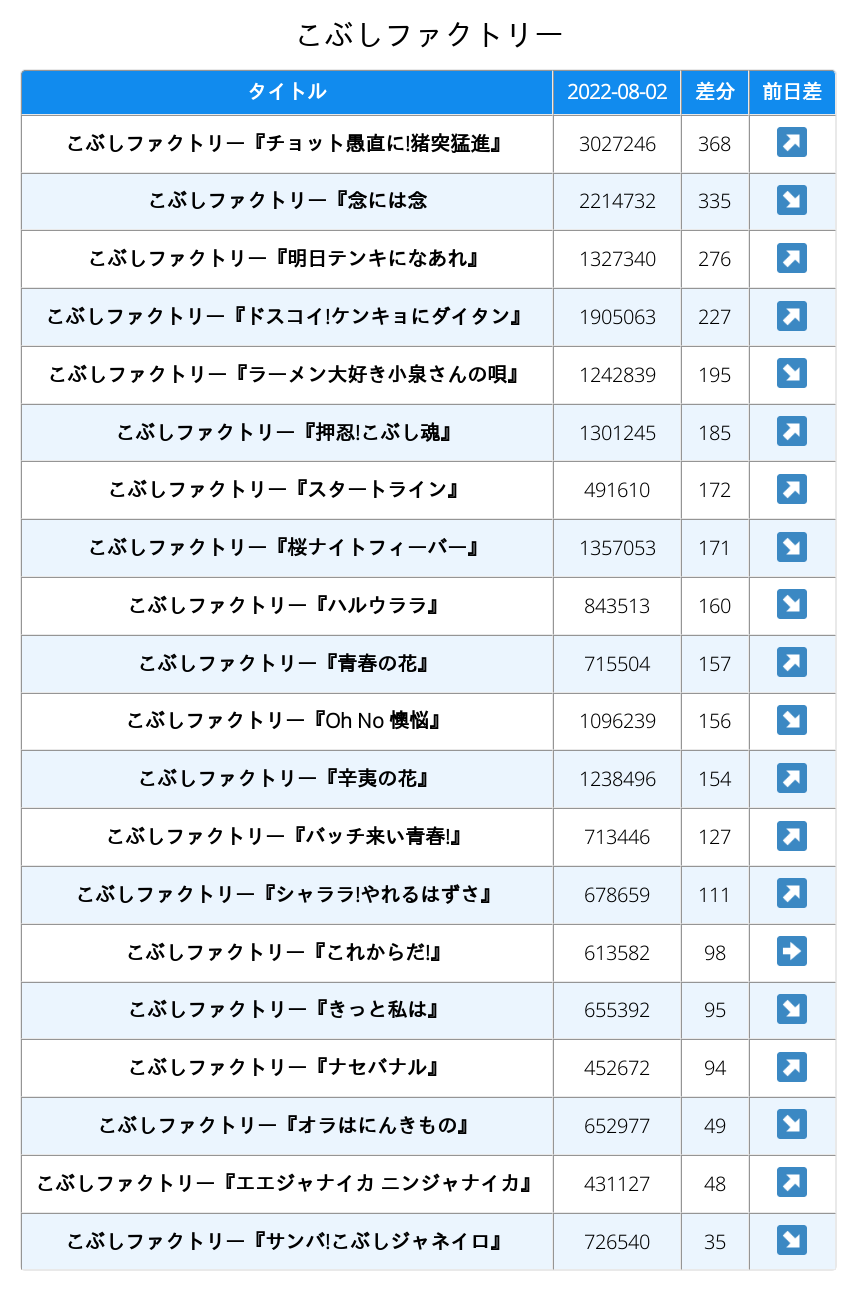 こぶしファクトリー
タイトル 2022-08-02 差分 前日差
こぶしファクトリー『チョット愚直に!猪突猛進』 3027246 368 ↗
こぶしファクトリー『念には念 2214732 335 ↘
こぶしファクトリー『明日テンキになあれ』 1327340 276 ↗
こぶしファクトリー『ドスコイ!ケンキョにダイタン』 1905063 227 ↗
こぶしファクトリー『ラーメン大好き小泉さんの唄』 1242839 195 ↘
こぶしファクトリー『押忍!こぶし魂』 1301245 185 ↗
こぶしファクトリー『スタートライン』 491610 172 ↗
こぶしファクトリー『桜ナイトフィーバー』 1357053 171 ↘
こぶしファクトリー『ハルウララ』 843513 160 ↘
こぶしファクトリー『青春の花』 715504 157 ↗
こぶしファクトリー『Oh No 懊悩』 1096239 156 ↘
こぶしファクトリー『辛夷の花』 1238496 154 ↗
こぶしファクトリー『バッチ来い青春!』 713446 127 ↗
こぶしファクトリー『シャララ!やれるはずさ』 678659 111 ↗
こぶしファクトリー『これからだ!』 613582 98 ➡
こぶしファクトリー『きっと私は』 655392 95 ↘
こぶしファクトリー『ナセバナル』 452672 94 ↗
こぶしファクトリー『オラはにんきもの』 652977 49 ↘
こぶしファクトリー『エエジャナイカ ニンジャナイカ』 431127 48 ↗
こぶしファクトリー『サンバ!こぶしジャネイロ』 726540 35 ↘